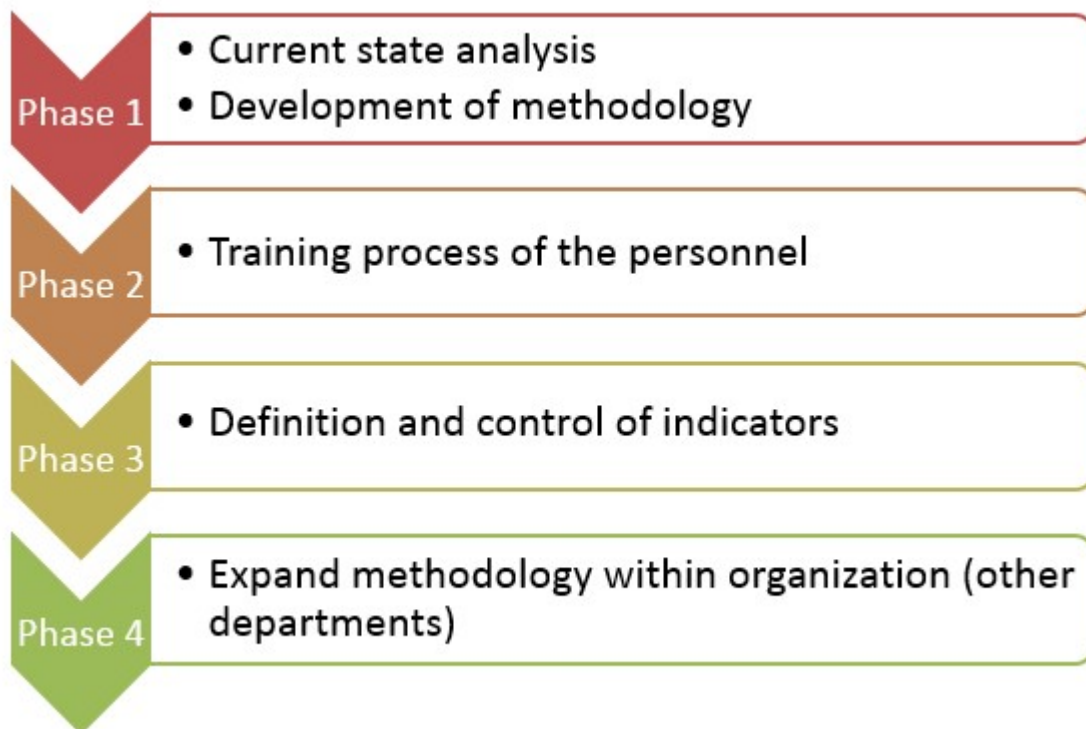 Phase 1
• Current state analysis
• Development of methodology
Phase 2
• Training process of the personnel
Phase 3
• Definition and control of indicators
Phase 4
• Expand methodology within organization (other
departments)